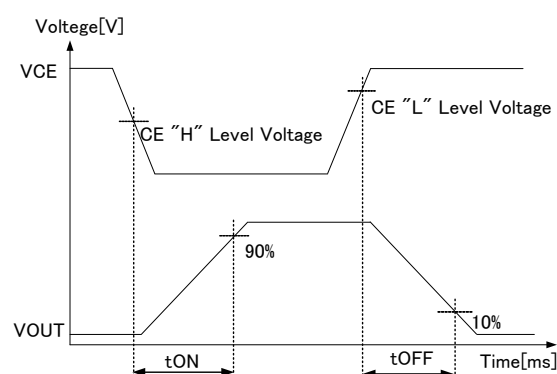 Voltege[V]
VCE
CE "H" Level Voltage
CE "L" Level Voltage
90%
VOUT
10%
tON
tOFF
Time[ms]